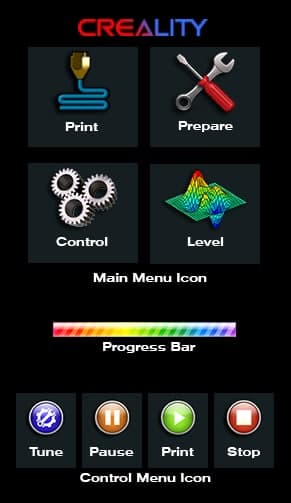 CREALITY
Print Prepare
Control Level
Main Menu Icon
Progress Bar
Tune Pause Print Stop
Control Menu Icon